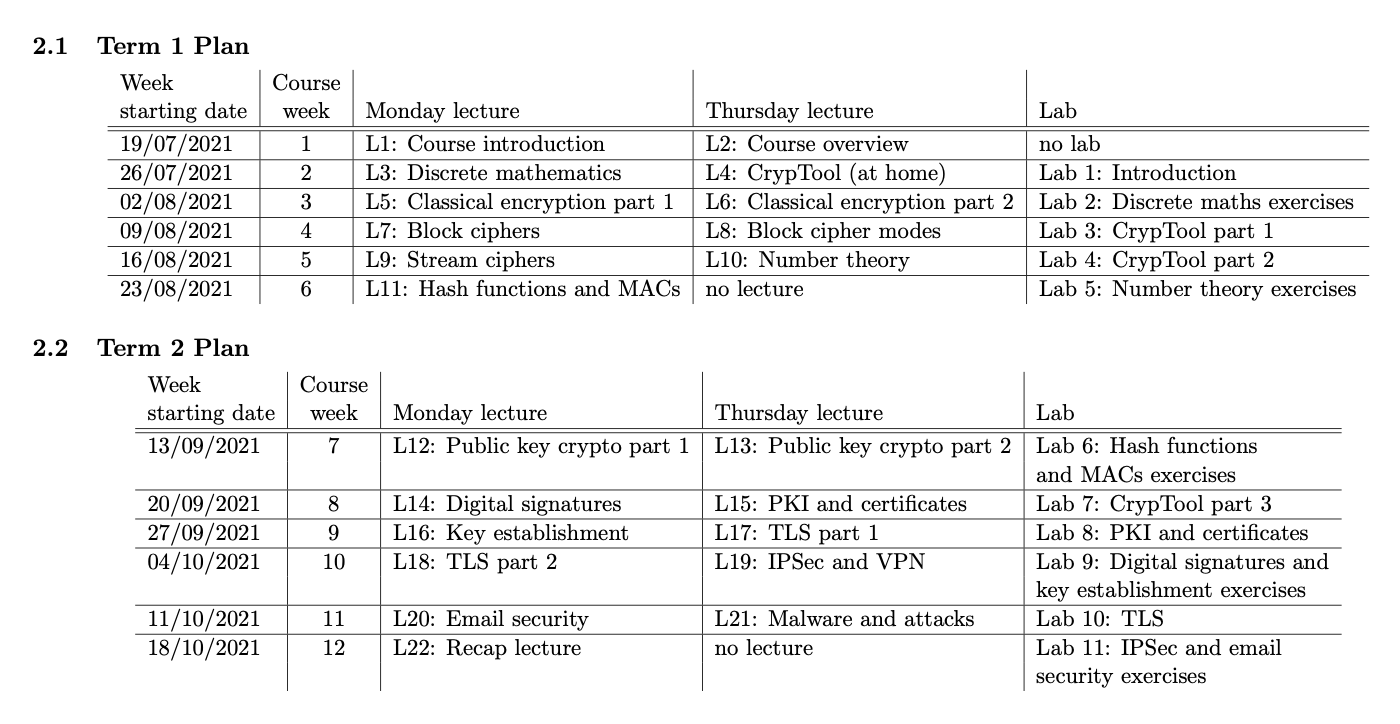 2.1 Term 1 Plan
Week
starting date
Course
week
Monday lecture
Thursday lecture
Lab
19/07/2021 1 L1: Course introduction L2: Course overview no lab
26/07/2021 2 L3: Discrete mathematics L4: CrypTool (at home) Lab 1: Introduction
02/08/2021 3 L5: Classical encryption part 1 L6: Classical encryption part 2 Lab 2: Discrete maths exercises
09/08/2021 4 L7: Block ciphers L8: Block cipher modes Lab 3: CrypTool part 1
16/08/2021 5 L9: Stream ciphers L10: Number theory Lab 4: CrypTool part 2
23/08/2021 6 L11: Hash functions and MACs no lecture Lab 5: Number theory exercises
2.2 Term 2 Plan
Week
starting date
Course
week
Monday lecture
Thursday lecture
Lab
13/09/2021 7 L12: Public key crypto part 1 L13: Public key crypto part 2 Lab 6: Hash functions
and MACs exercises
20/09/2021 8 L14: Digital signatures L15: PKI and certificates Lab 7: CrypTool part 3
27/09/2021 9 L16: Key establishment L17: TLS part 1 Lab 8: PKI and certificates
04/10/2021 10 L18: TLS part 2 L19: IPSec and VPN Lab 9: Digital signatures and
key establishment exercises
11/10/2021 11 L20: Email security L21: Malware and attacks Lab 10: TLS
18/10/2021 12 L22: Recap lecture no lecture Lab 11: IPSec and email
security exercises